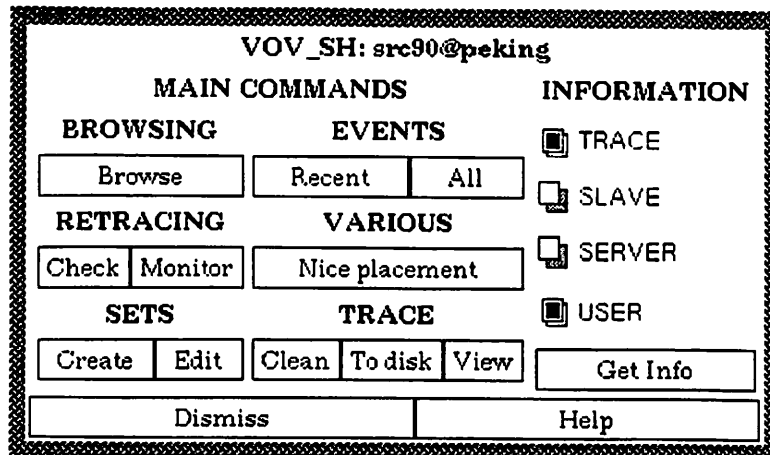 VOV_SH: src90@peking
MAIN COMMANDS INFORMATION
BROWSING EVENTS TRACE
Browse Recent All SLAVE
RETRACING VARIOUS SERVER
Check Monitor Nice placement
SETS TRACE USER
Create Edit Clean To disk View Get Info
Dismiss Help